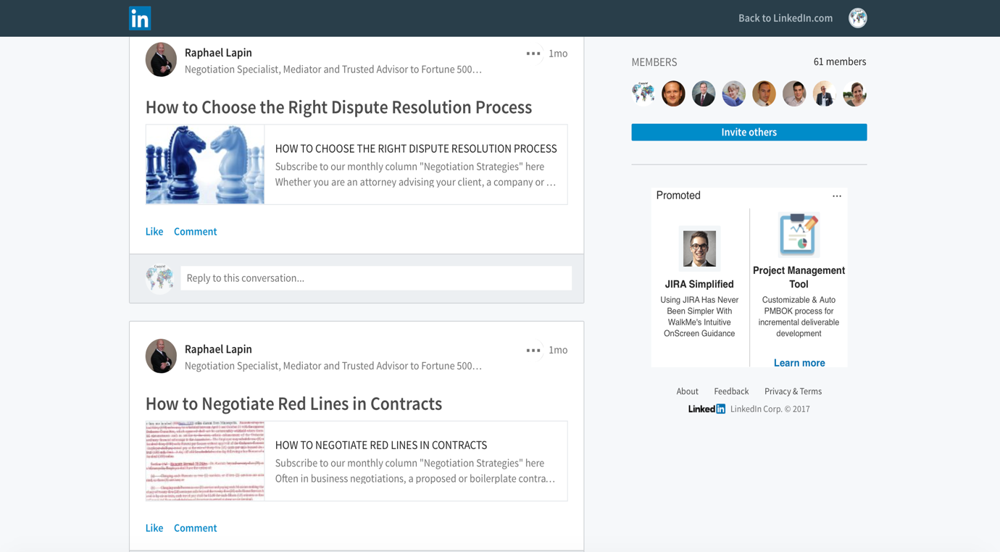 in
Back to LinkedIn.com
Raphael Lapin
1mo
Negotiation Specialist, Mediator and Trusted Advisor to Fortune 500...
How to Choose the Right Dispute Resolution Process
HOW TO CHOOSE THE RIGHT DISPUTE RESOLUTION PROCESS
Subscribe to our monthly column "Negotiation Strategies" here
Whether you are an attorney advising your client, a company or ...
Like Comment
Reply to this conversation...
Raphael Lapin
1mo
Negotiation Specialist, Mediator and Trusted Advisor to Fortune 500...
How to Negotiate Red Lines in Contracts
HOW TO NEGOTIATE RED LINES IN CONTRACTS
Subscribe to our monthly column "Negotiation Strategies" here
Often in business negotiations, a proposed or boilerplate contra...
Like Comment
MEMBERS
61 members
Invite others
Promoted
JIRA Simplified
Using JIRA Has Never
Been Simpler With
WalkMe's Intuitive
OnScreen Guidance
Project Management
Tool
Customizable & Auto
PMBOK process for
incremental deliverable
development
Learn more
About Feedback Privacy & Terms
Linked in LinkedIn Corp. © 2017